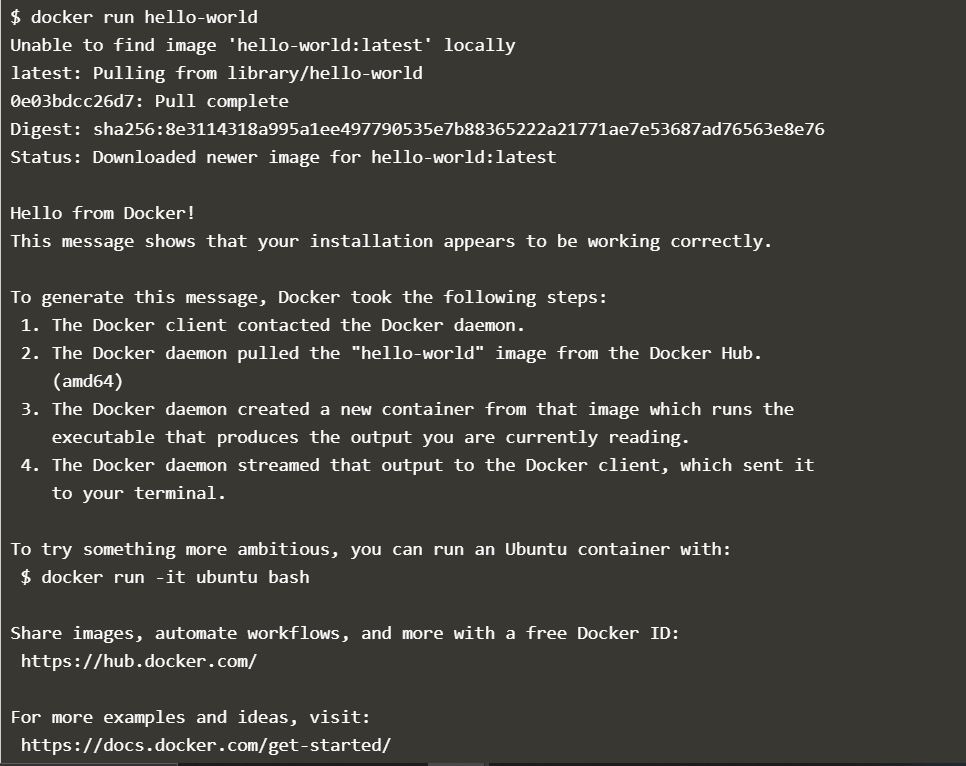 $ docker run hello-world
Unable to find image 'hello-world:latest' locally
latest: Pulling from library/hello-world
0e03bdcc26d7: Pull complete
Digest: sha256:8e3114318a995a1ee497790535e7b88365222a21771ae7e53687ad76563e8e76
Status: Downloaded newer image for hello-world:latest

Hello from Docker!
This message shows that your installation appears to be working correctly.

To generate this message, Docker took the following steps:
 1. The Docker client contacted the Docker daemon.
 2. The Docker daemon pulled the "hello-world" image from the Docker Hub.
    (amd64)
 3. The Docker daemon created a new container from that image which runs the
    executable that produces the output you are currently reading.
 4. The Docker daemon streamed that output to the Docker client, which sent it
    to your terminal.

To try something more ambitious, you can run an Ubuntu container with:
 $ docker run -it ubuntu bash

Share images, automate workflows, and more with a free Docker ID:
 https://hub.docker.com/

For more examples and ideas, visit:
 https://docs.docker.com/get-started/